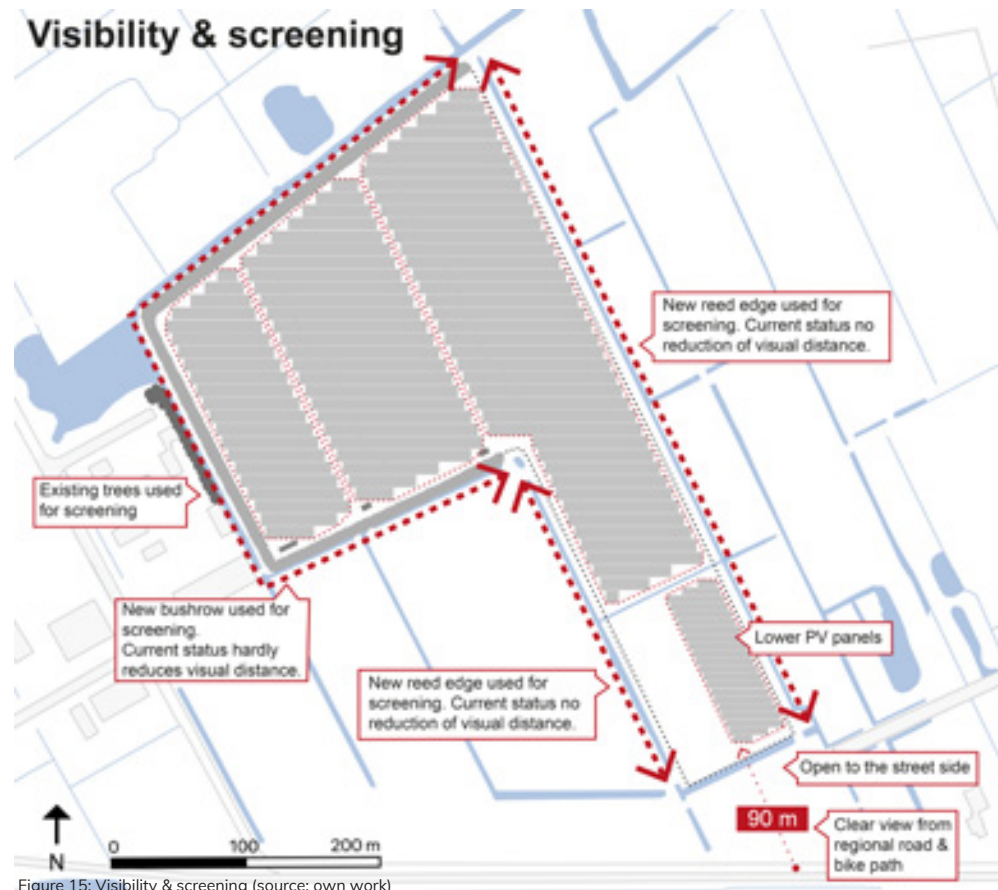 Visibility & screening
New reed edge used for
screening. Current status no
reduction of visual distance.
Existing trees used
for screening
New bushrow used for
screening.
Current status hardly
reduces visual distance.
Lower PV panels
New reed edge used for
screening. Current status no
reduction of visual distance.
Open to the street side
90 m
Clear view from
regional road &
bike path
N
0 100 200 m
Figure 15: Visibility & screening (source: own work)